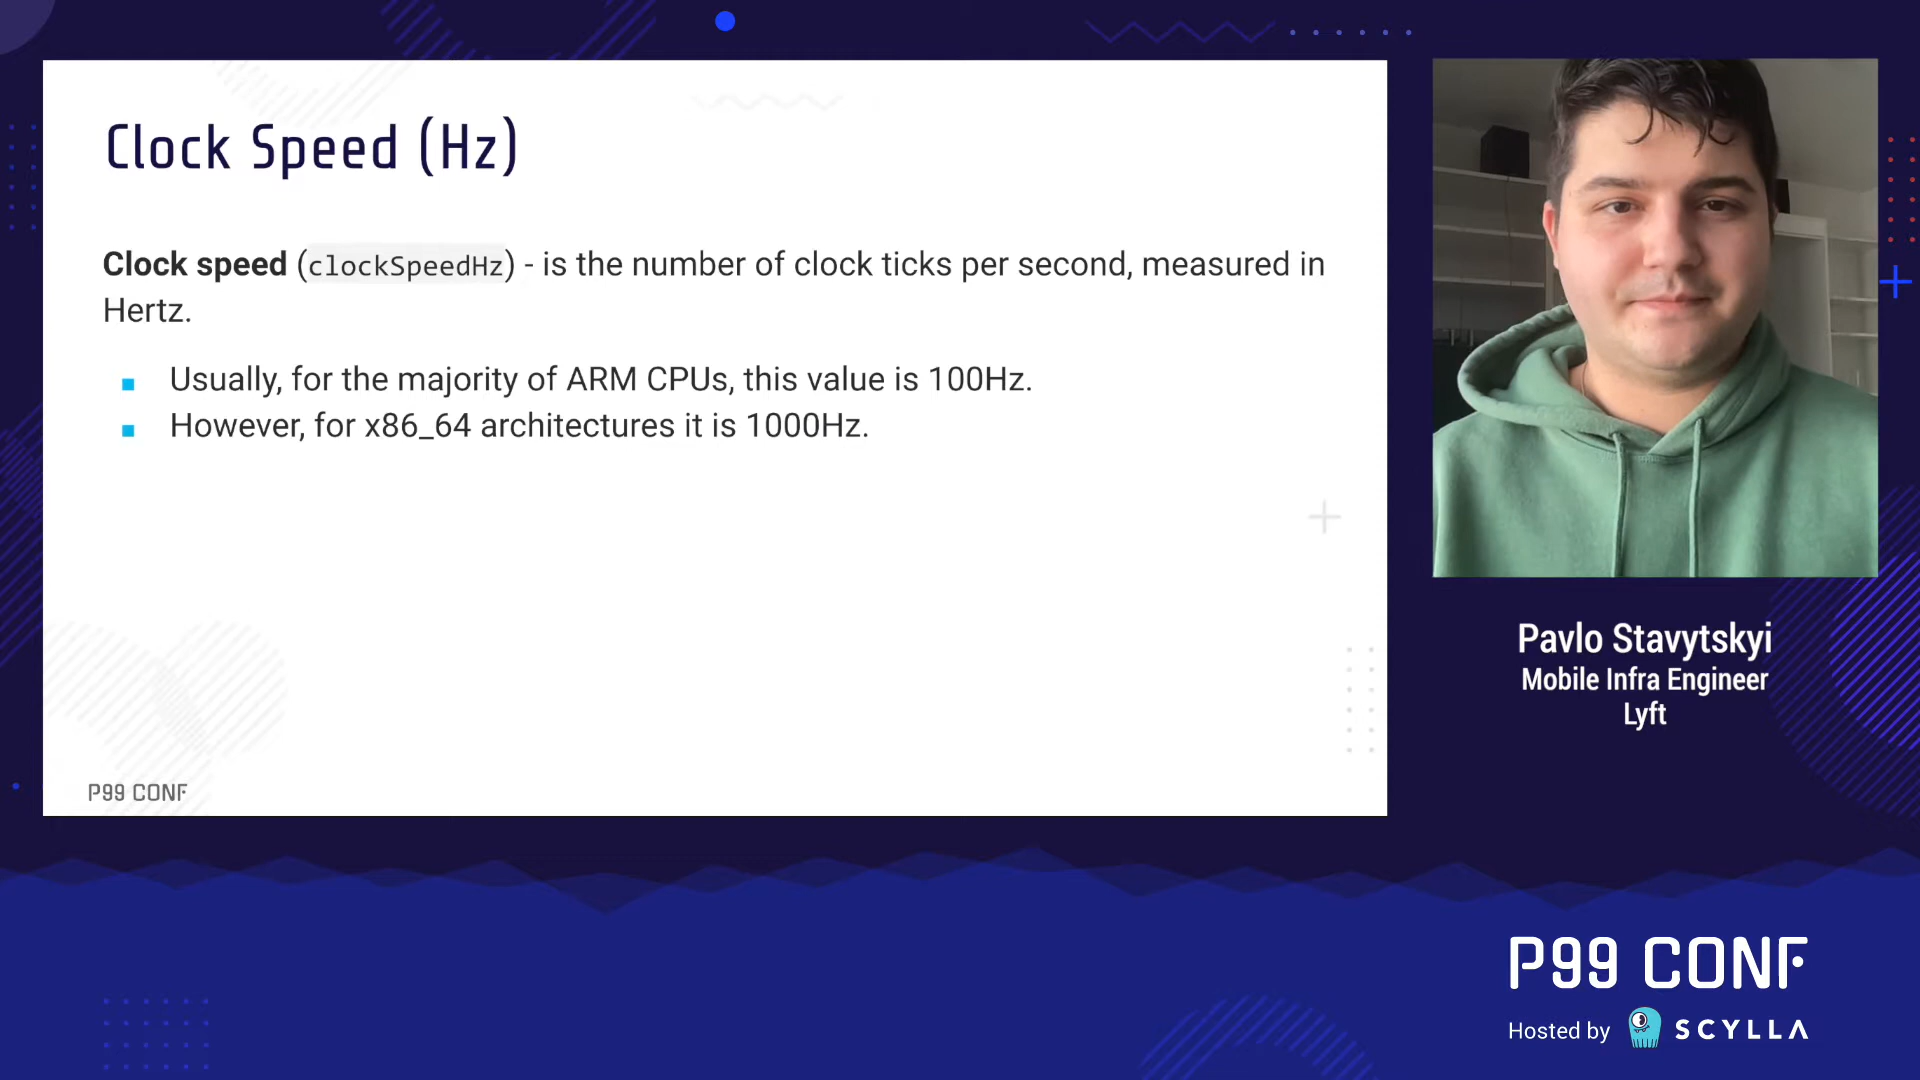 Clock Speed (Hz)
Clock speed (clockSpeedHz) - is the number of clock ticks per second, measured in
Hertz.
Usually, for the majority of ARM CPUs, this value is 100Hz.
However, for x86_64 architectures it is 1000Hz.
P99 CONF
Pavlo Stavytskyi
Mobile Infra Engineer
Lyft
P99 CONF
Hosted by SCYLLA